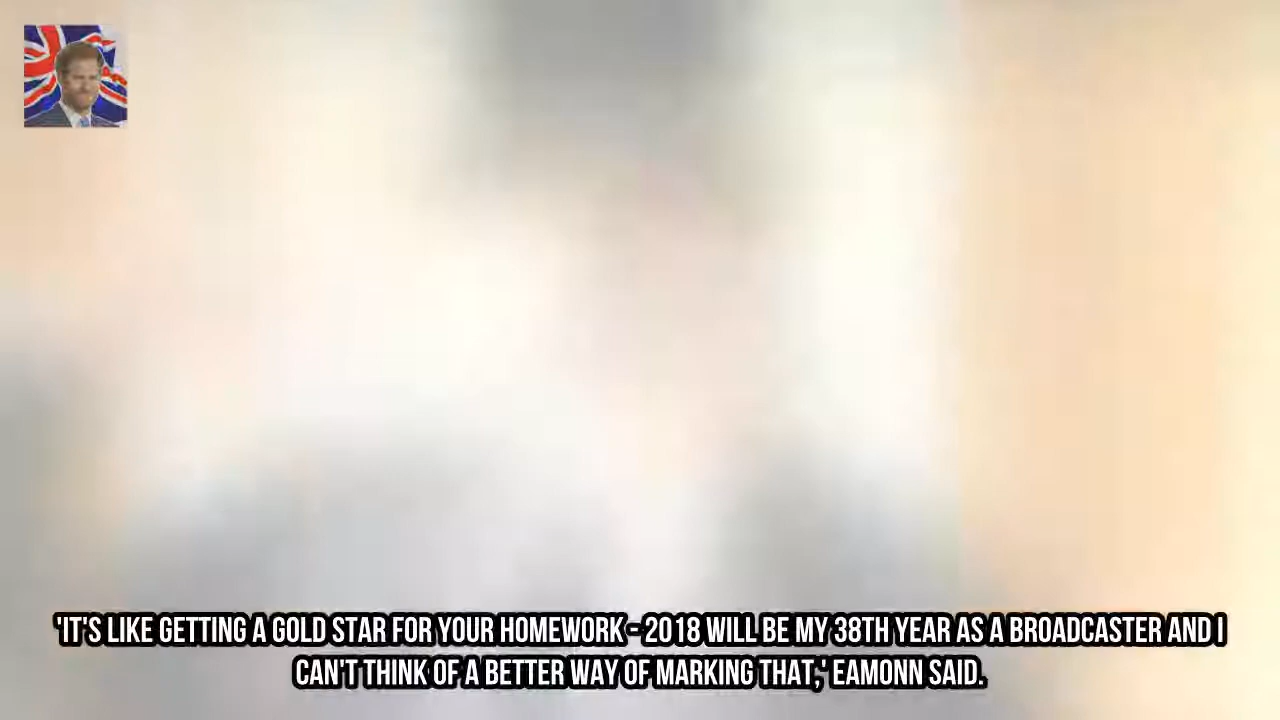 'IT'S LIKE GETTING A GOLD STAR FOR YOUR HOMEWORK - 2018 WILL BE MY 38TH YEAR AS A BROADCASTER AND I
CAN'T THINK OF A BETTER WAY OF MARKING THAT,' EAMONN SAID.